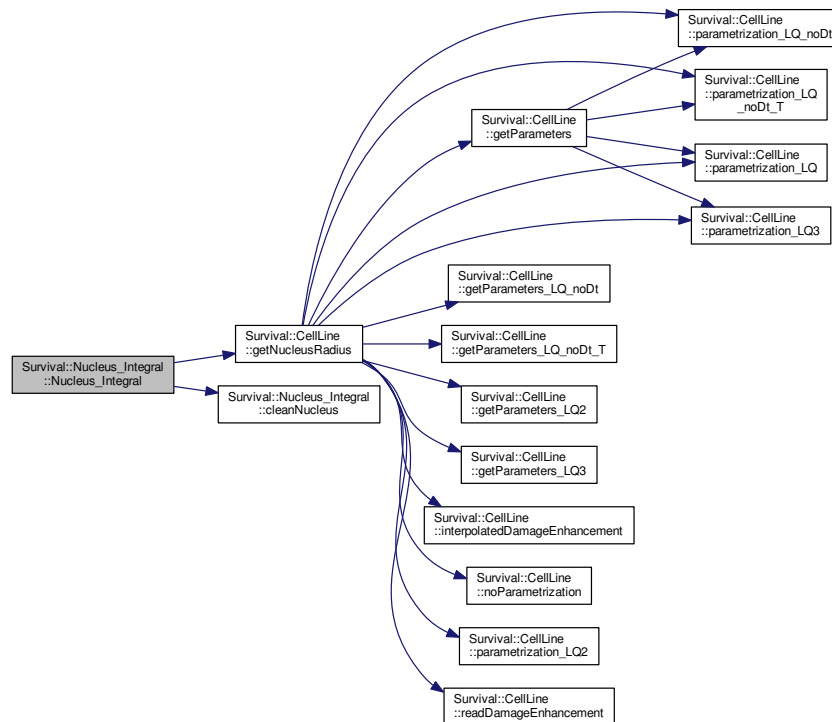 Survival::CellLine
::parametrization_LQ_noDt
Survival::CellLine
::parametrization_LQ
_noDt_T
Survival::CellLine
::getParameters
Survival::CellLine
::parametrization_LQ
Survival::CellLine
::parametrization_LQ3
Survival::CellLine
::getParameters_LQ_noDt
Survival::CellLine
::getNucleusRadius
Survival::CellLine
::getParameters_LQ_noDt_T
Survival::Nucleus_Integral
::Nucleus_Integral
Survival::Nucleus_Integral
::cleanNucleus
Survival::CellLine
::getParameters_LQ2
Survival::CellLine
::getParameters_LQ3
Survival::CellLine
::interpolatedDamageEnhancement
Survival::CellLine
::noParametrization
Survival::CellLine
::parametrization_LQ2
Survival::CellLine
::readDamageEnhancement